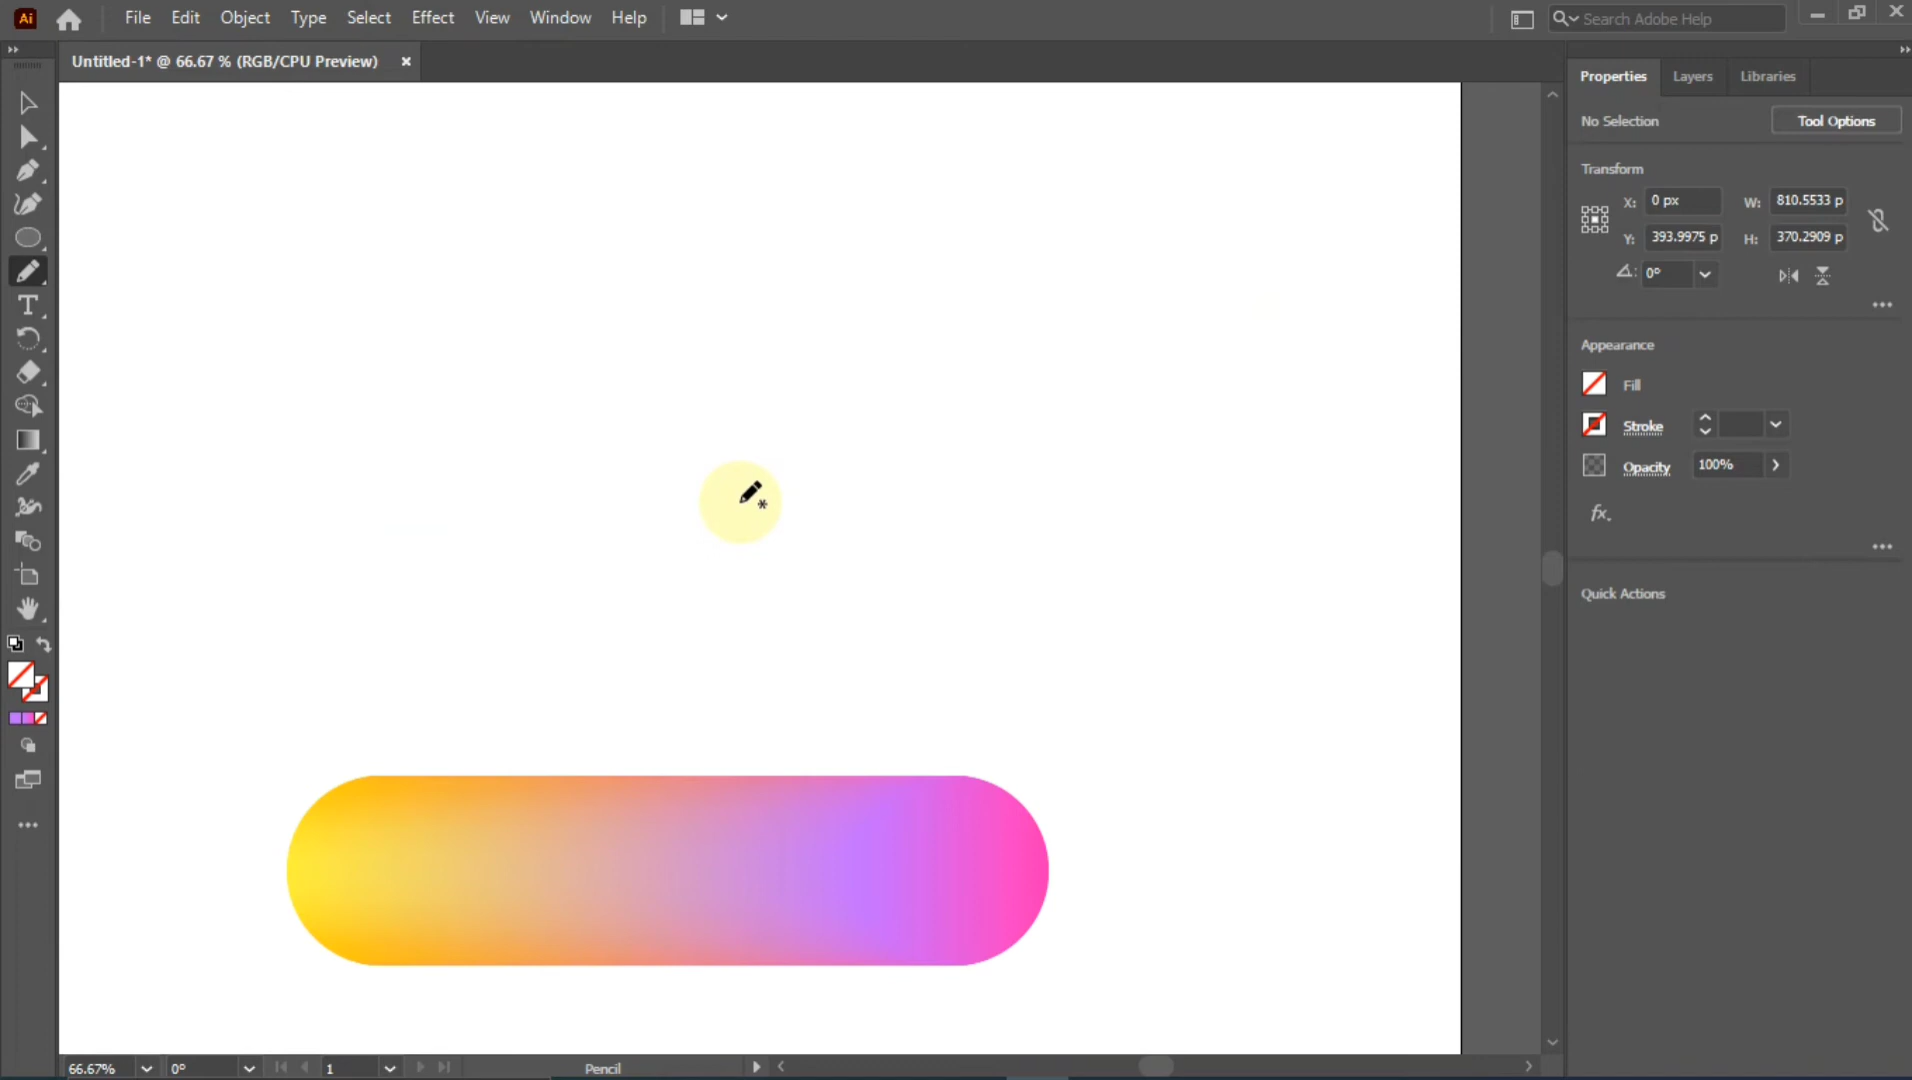 Ai File Edit Object Type Select Effect View Window Help Search Adobe Help
Untitled-1* @ 66.67 % (RGB/CPU Preview) ×
Properties Layers Libraries
No Selection Tool Options
Transform
X: 0 px W: 810.5533 p
Y: 393.9975 p H: 370.2909 p
0°
Appearance
Fill
Stroke
Opacity 100%
fx.
Quick Actions
66.67% 0° 1 Pencil